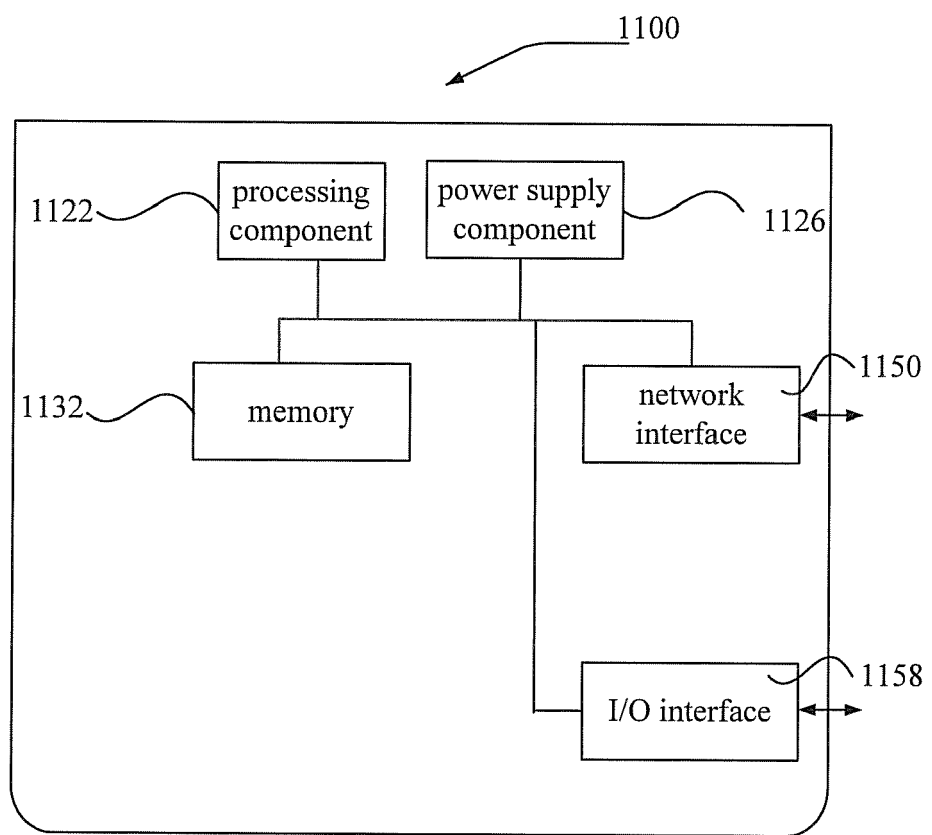 1100
processing
component
1122
power supply
component
1126
memory
1132
network
interface
1150
I/O interface
1158